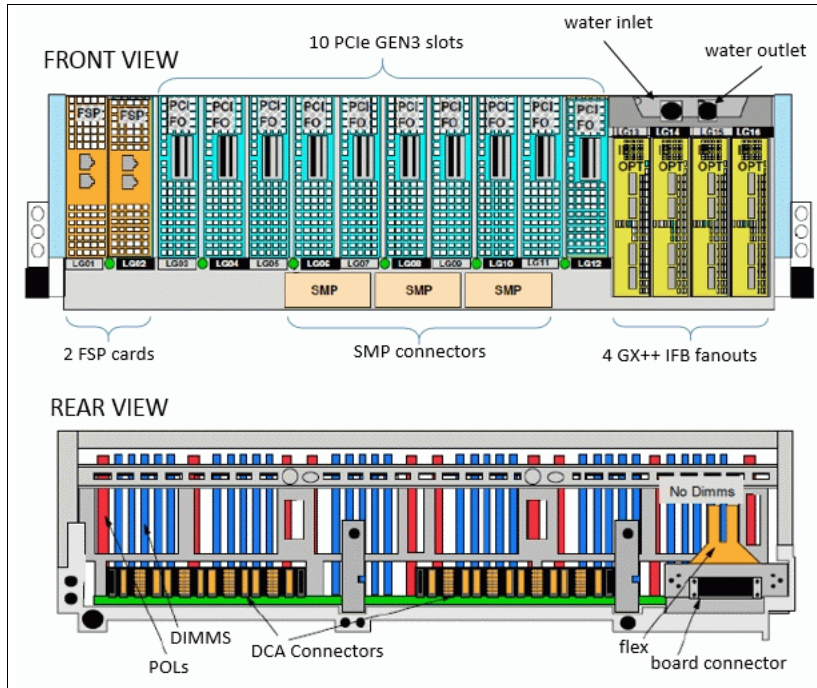 10 PCIe GEN3 slots
water inlet
water outlet
FRONT VIEW
FSP FSP PCI FO PCI FO PCI FO PCI FO PCI FO PCI FO PCI FO PCI FO PCI FO PCI FO
LG13 LG14 LG15 LG16
OPT OPT OPT OPT
LG01 LG02 LG03 LG04 LG05 LG06 LG07 LG08 LG09 LG10 LG11 LG12
SMP SMP SMP
2 FSP cards
SMP connectors
4 GX++ IFB fanouts
REAR VIEW
No Dimms
DIMMS
DCA Connectors
POLs
flex
board connector